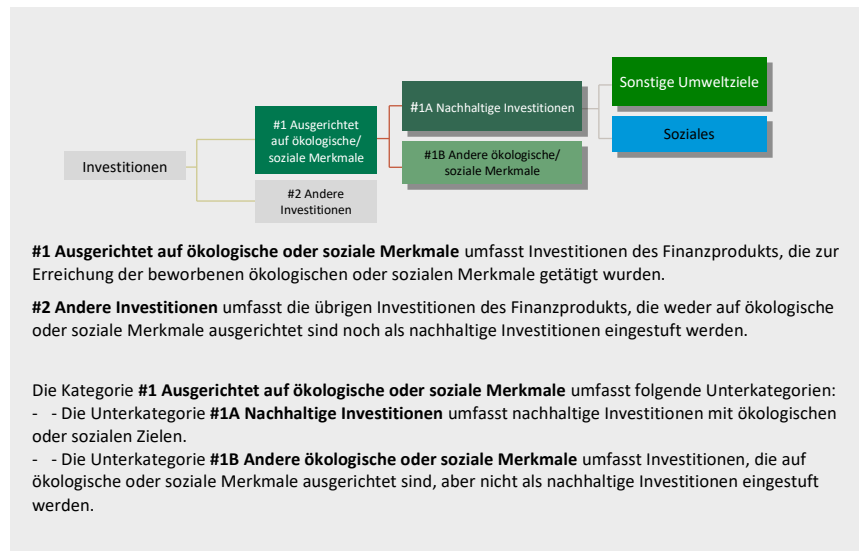 Sonstige Umweltziele
#1A Nachhaltige Investitionen
#1 Ausgerichtet
auf ökologische/
soziale Merkmale
Soziales
#1B Andere ökologische/
soziale Merkmale
Investitionen
#2 Andere
Investitionen
#1 Ausgerichtet auf ökologische oder soziale Merkmale umfasst Investitionen des Finanzprodukts, die zur
Erreichung der beworbenen ökologischen oder sozialen Merkmale getätigt wurden.
#2 Andere Investitionen umfasst die übrigen Investitionen des Finanzprodukts, die weder auf ökologische
oder soziale Merkmale ausgerichtet sind noch als nachhaltige Investitionen eingestuft werden.
Die Kategorie #1 Ausgerichtet auf ökologische oder soziale Merkmale umfasst folgende Unterkategorien:
- - Die Unterkategorie #1A Nachhaltige Investitionen umfasst nachhaltige Investitionen mit ökologischen
oder sozialen Zielen.
- - Die Unterkategorie #1B Andere ökologische oder soziale Merkmale umfasst Investitionen, die auf
ökologische oder soziale Merkmale ausgerichtet sind, aber nicht als nachhaltige Investitionen eingestuft
werden.